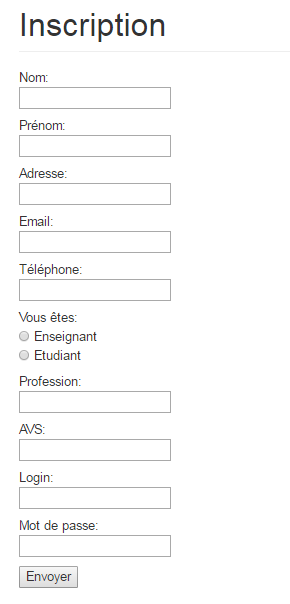 Inscription
Nom:
Prénom:
Adresse:
Email:
Téléphone:
Vous êtes:
Enseignant
Etudiant
Profession:
AVS:
Login:
Mot de passe:
Envoyer